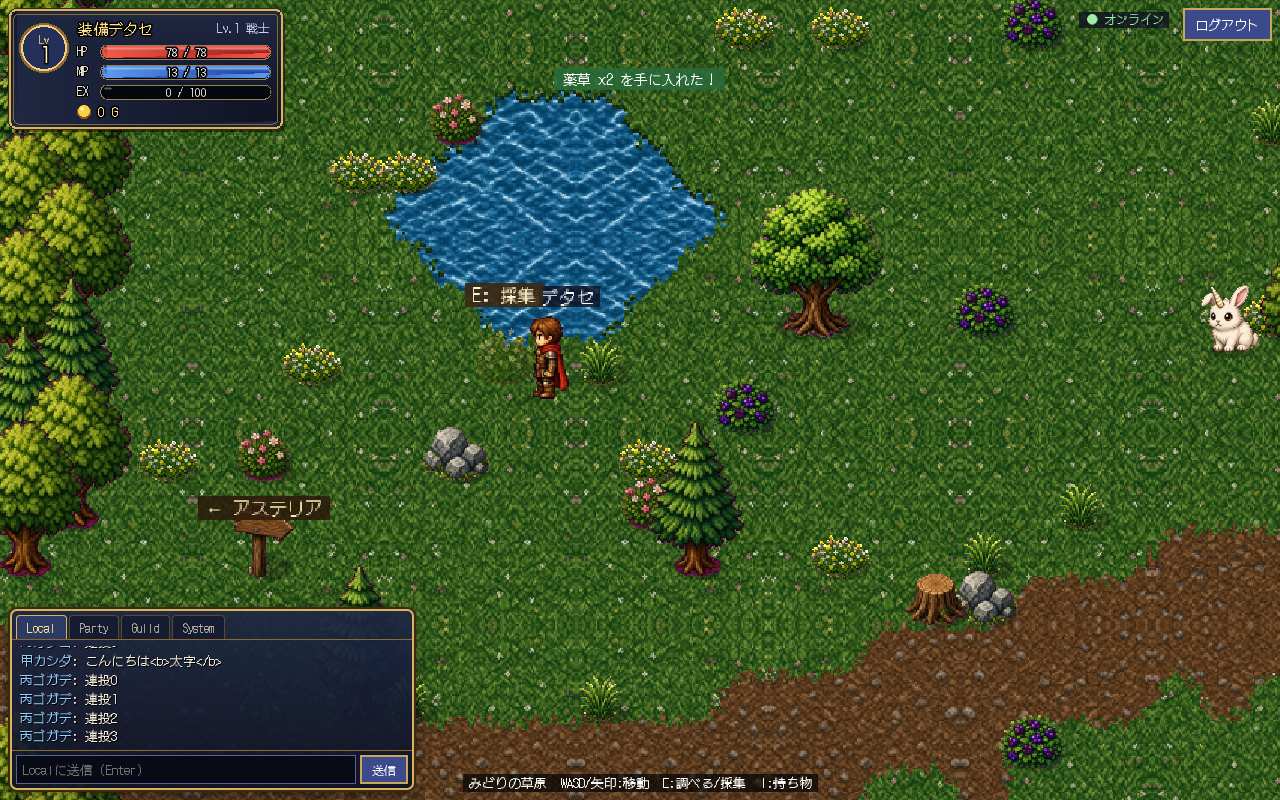 装備デタセ
Lv.1 戦士
Lv
1
HP 78 / 78
MP 13 / 13
EX 0 / 100
0 G
オンライン
ログアウト
薬草 x2 を手に入れた！
E: 採集
デタセ
← アステリア
Local Party Guild System
甲カシダ: こんにちは<b>太字</b>
丙ゴガデ: 連投0
丙ゴガデ: 連投1
丙ゴガデ: 連投2
丙ゴガデ: 連投3
Localに送信 (Enter)
送信
みどりの草原 WASD/矢印:移動 E:調べる/採集 I:持ち物